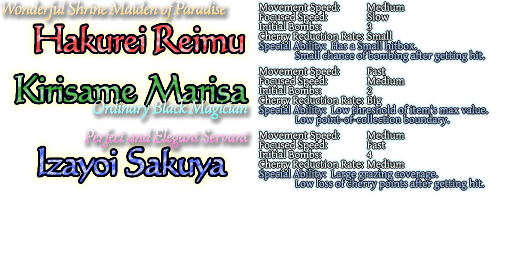 Wonderful Shrine Maiden of Paradise
Hakurei Reimu
Movement Speed: Medium
Focused Speed: Slow
Initial Bombs: 3
Cherry Reduction Rate: Small
Special Ability: Has a Small hitbox.
Small chance of bombing after getting hit.
Kirisame Marisa
Ordinary Black Magician
Movement Speed: Fast
Focused Speed: Medium
Initial Bombs: 2
Cherry Reduction Rate: Big
Special Ability: Low threshold of item's max value.
Low point-of-collection boundary.
Perfect and Elegant Servant
Izayoi Sakuya
Movement Speed: Medium
Focused Speed: Fast
Initial Bombs: 4
Cherry Reduction Rate: Medium
Special Ability: Large grazing coverage.
Low loss of cherry points after getting hit.